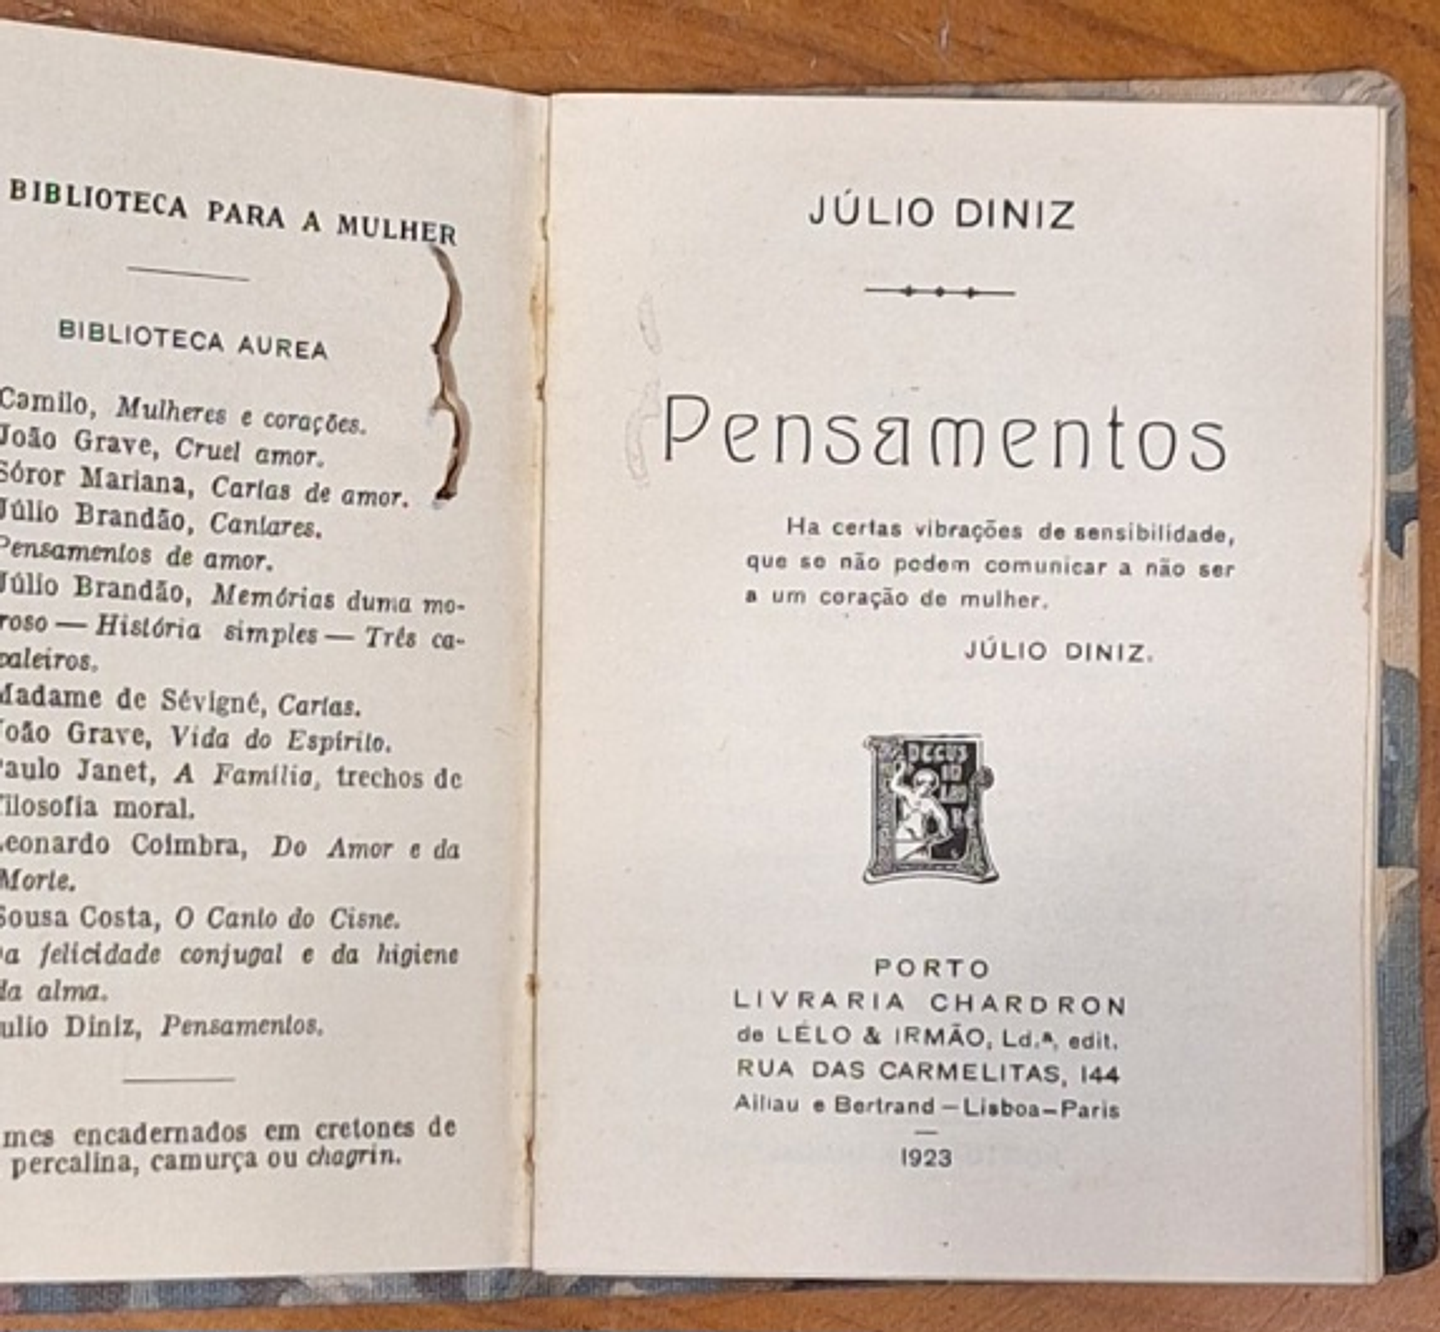 BIBLIOTECA PARA A MULHER
BIBLIOTECA AUREA
Camilo, Mulheres e corações.
João Grave, Cruel amor.
Sóror Mariana, Cartas de amor.
Júlio Brandão, Cantares.
Pensamentos de amor.
Júlio Brandão, Memórias duma mo-
roso — História simples — Três ca-
valeiros.
Madame de Sévigné, Cartas.
João Grave, Vida do Espírito.
Paulo Janet, A Família, trechos de
filosofia moral.
Leonardo Coimbra, Do Amor e da
Morte.
Sousa Costa, O Canto do Cisne.
felicidade conjugal e da higiene
da alma.
Julio Diniz, Pensamentos.
mes encadernados em cretones de
percalina, camurça ou chagrin.
JÚLIO DINIZ
Pensamentos
Ha certas vibrações de sensibilidade,
que se não podem comunicar a não ser
a um coração de mulher.
JÚLIO DINIZ.
DECUS
IN
PORTO
LIVRARIA CHARDRON
de LÉLO & IRMÃO, Ld.ª, edit.
RUA DAS CARMELITAS, 144
Aillau e Bertrand — Lisboa — Paris
1923